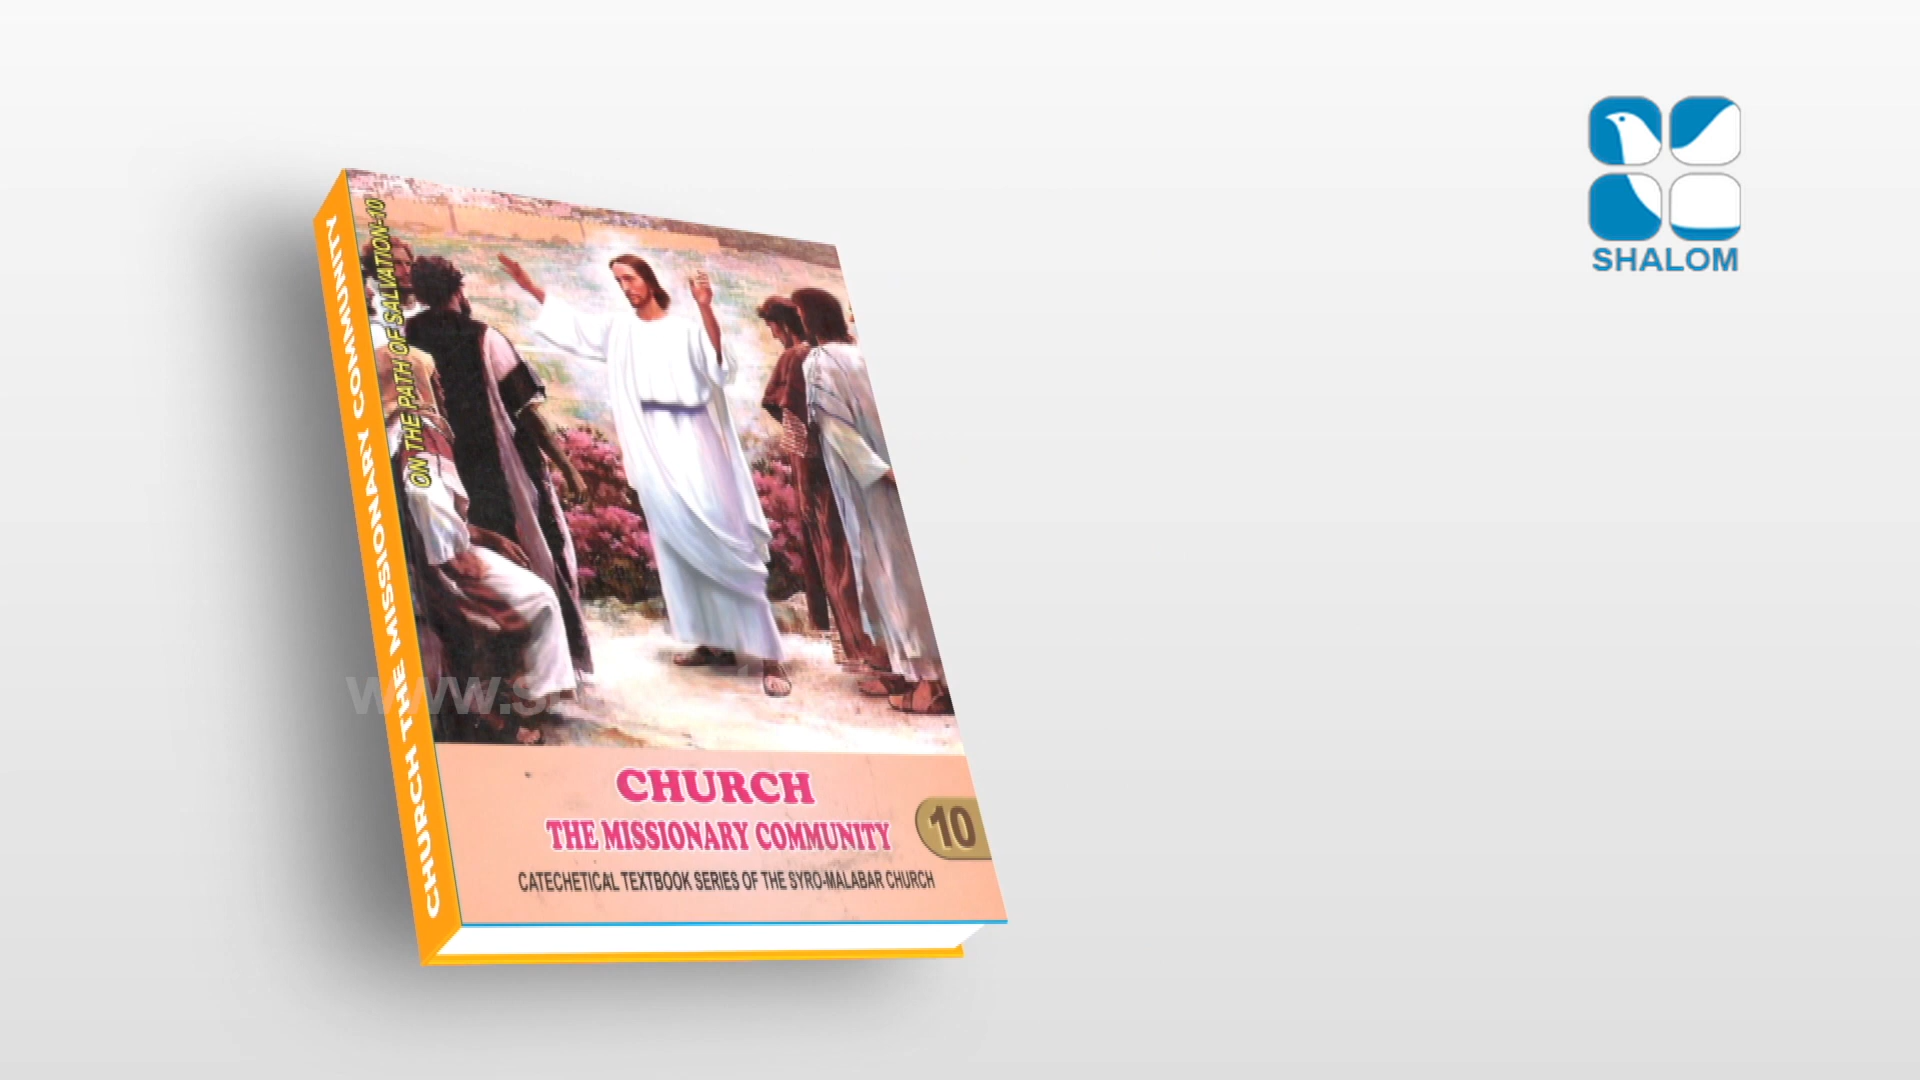 SHALOM
CHURCH THE MISSIONARY COMMUNITY
ON THE PATH OF SALVATION-10
CHURCH
THE MISSIONARY COMMUNITY
10
CATECHETICAL TEXTBOOK SERIES OF THE SYRO-MALABAR CHURCH